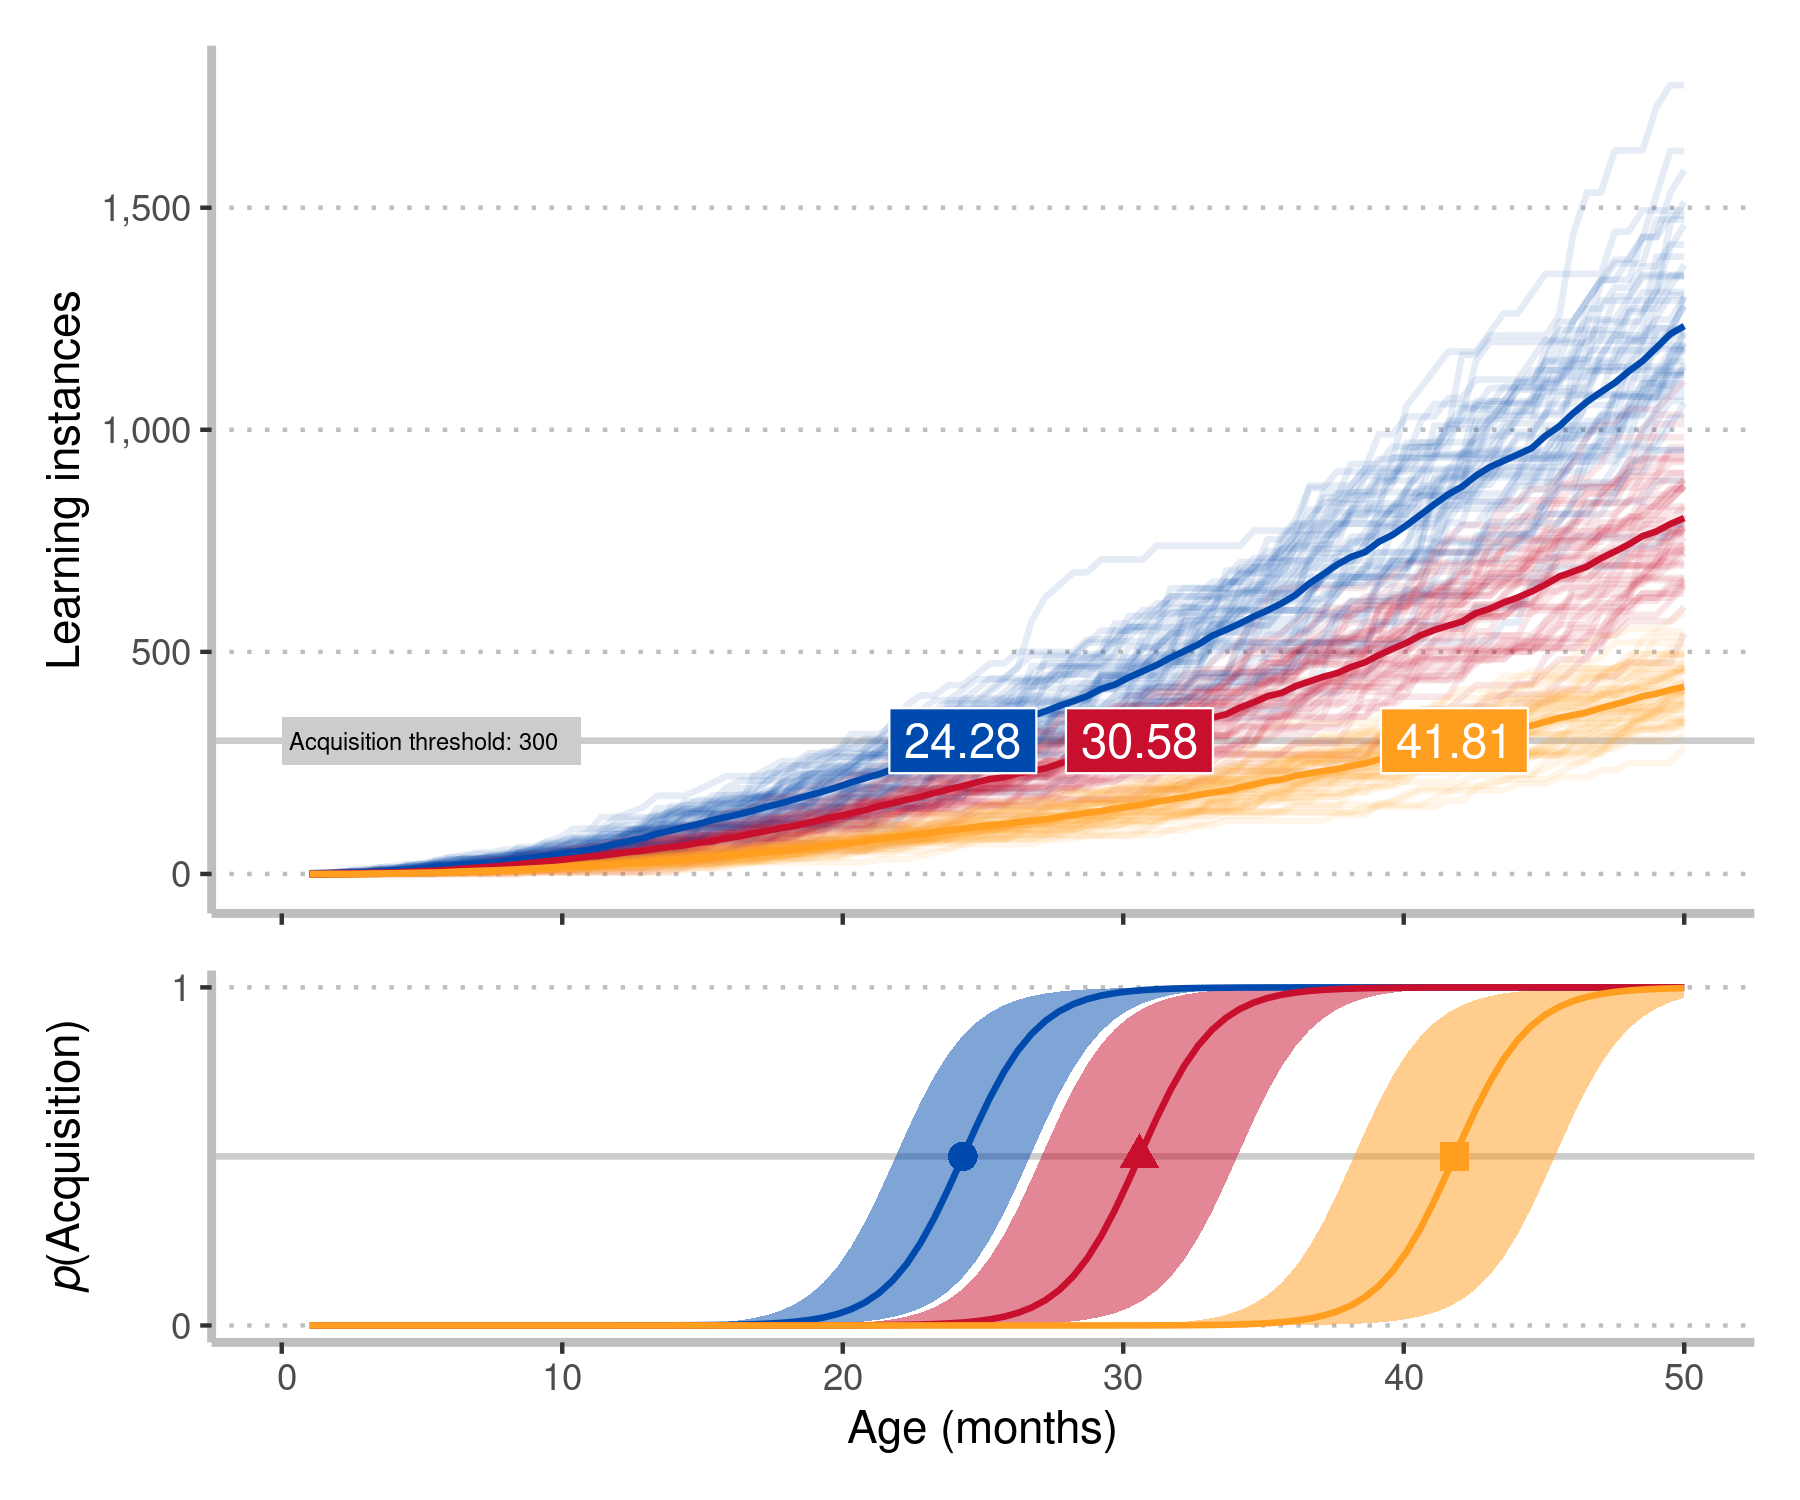 Learning instances
1,500
1,000
500
0
Acquisition threshold: 300
24.28
30.58
41.81
p(Acquisition)
1
0
0 10 20 30 40 50
Age (months)